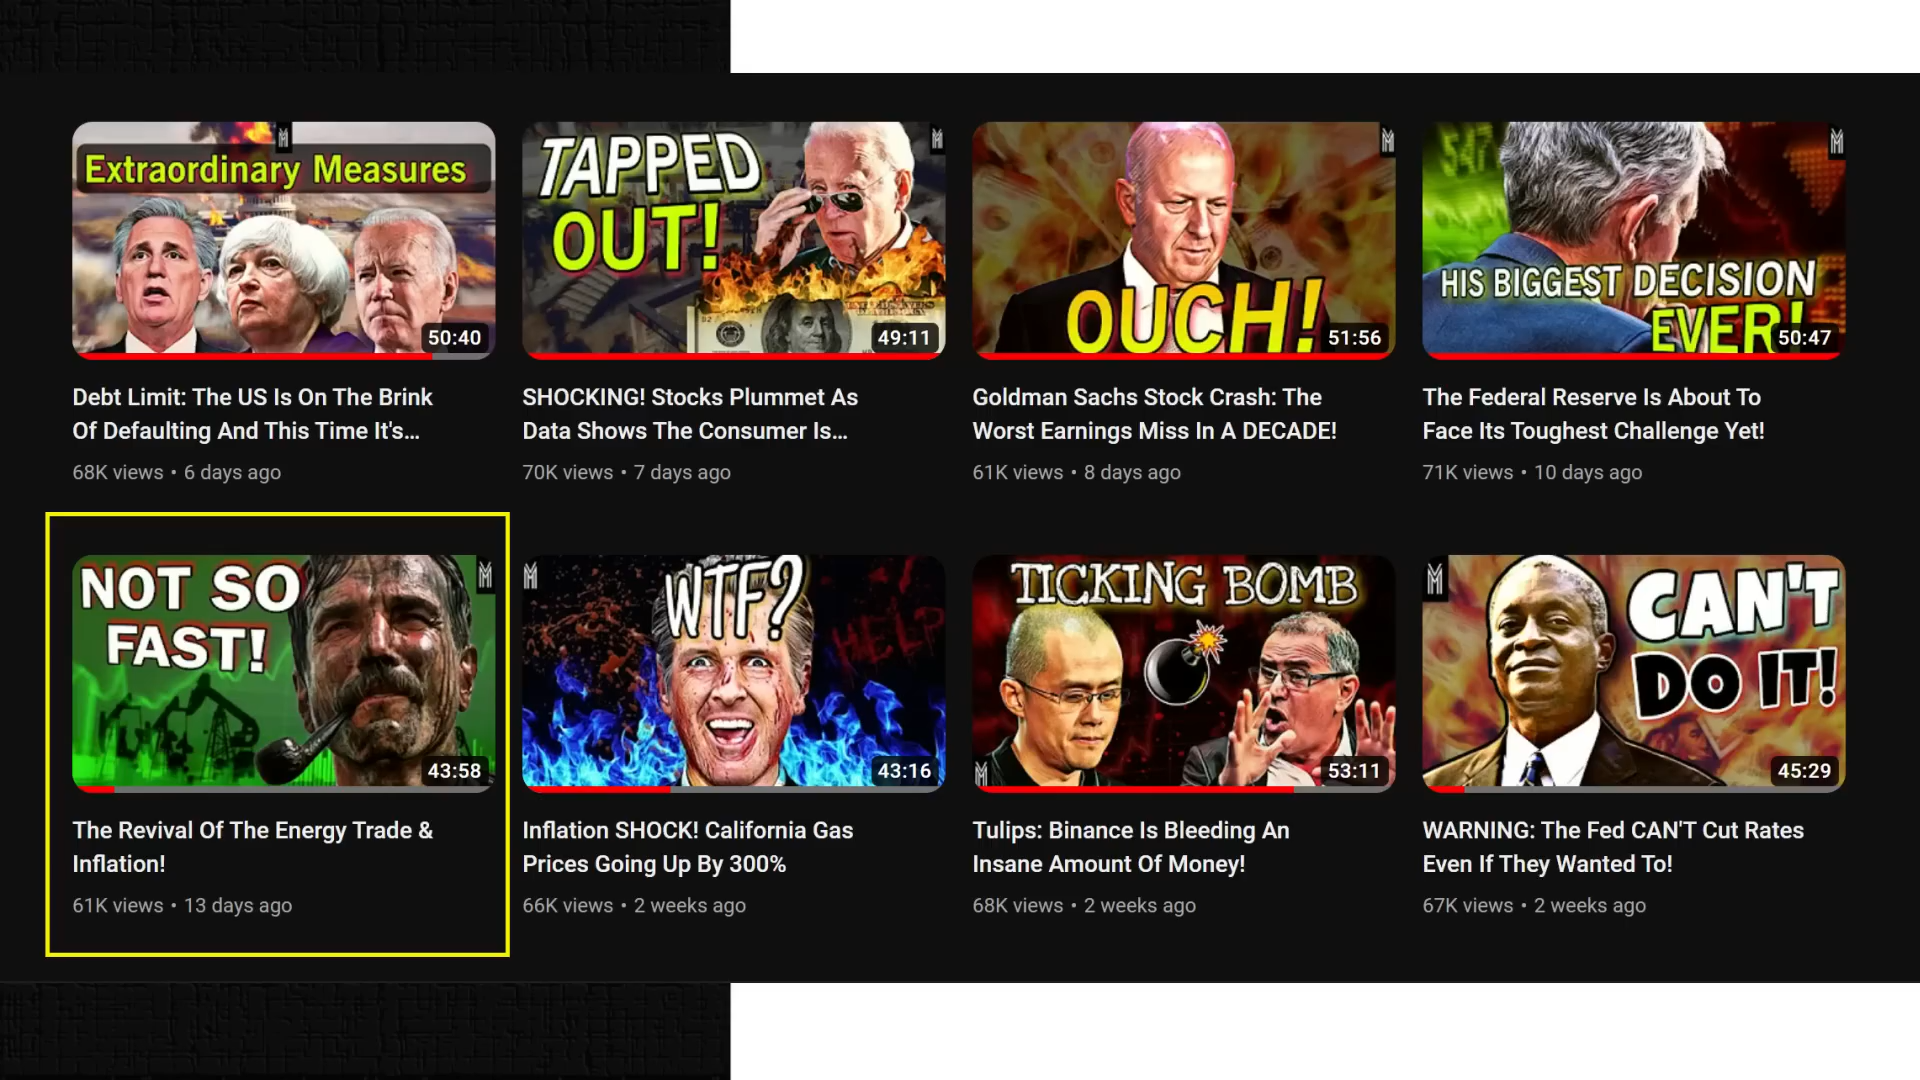 Extraordinary Measures
50:40
Debt Limit: The US Is On The Brink
Of Defaulting And This Time It's...
68K views • 6 days ago
TAPPED
OUT!
49:11
SHOCKING! Stocks Plummet As
Data Shows The Consumer Is...
70K views • 7 days ago
OUCH!
51:56
Goldman Sachs Stock Crash: The
Worst Earnings Miss In A DECADE!
61K views • 8 days ago
HIS BIGGEST DECISION
EVER!
50:47
The Federal Reserve Is About To
Face Its Toughest Challenge Yet!
71K views • 10 days ago
NOT SO
FAST!
43:58
The Revival Of The Energy Trade &
Inflation!
61K views • 13 days ago
WTF?
HELP
43:16
Inflation SHOCK! California Gas
Prices Going Up By 300%
66K views • 2 weeks ago
TICKING BOMB
53:11
Tulips: Binance Is Bleeding An
Insane Amount Of Money!
68K views • 2 weeks ago
CAN'T
DO IT!
45:29
WARNING: The Fed CAN'T Cut Rates
Even If They Wanted To!
67K views • 2 weeks ago